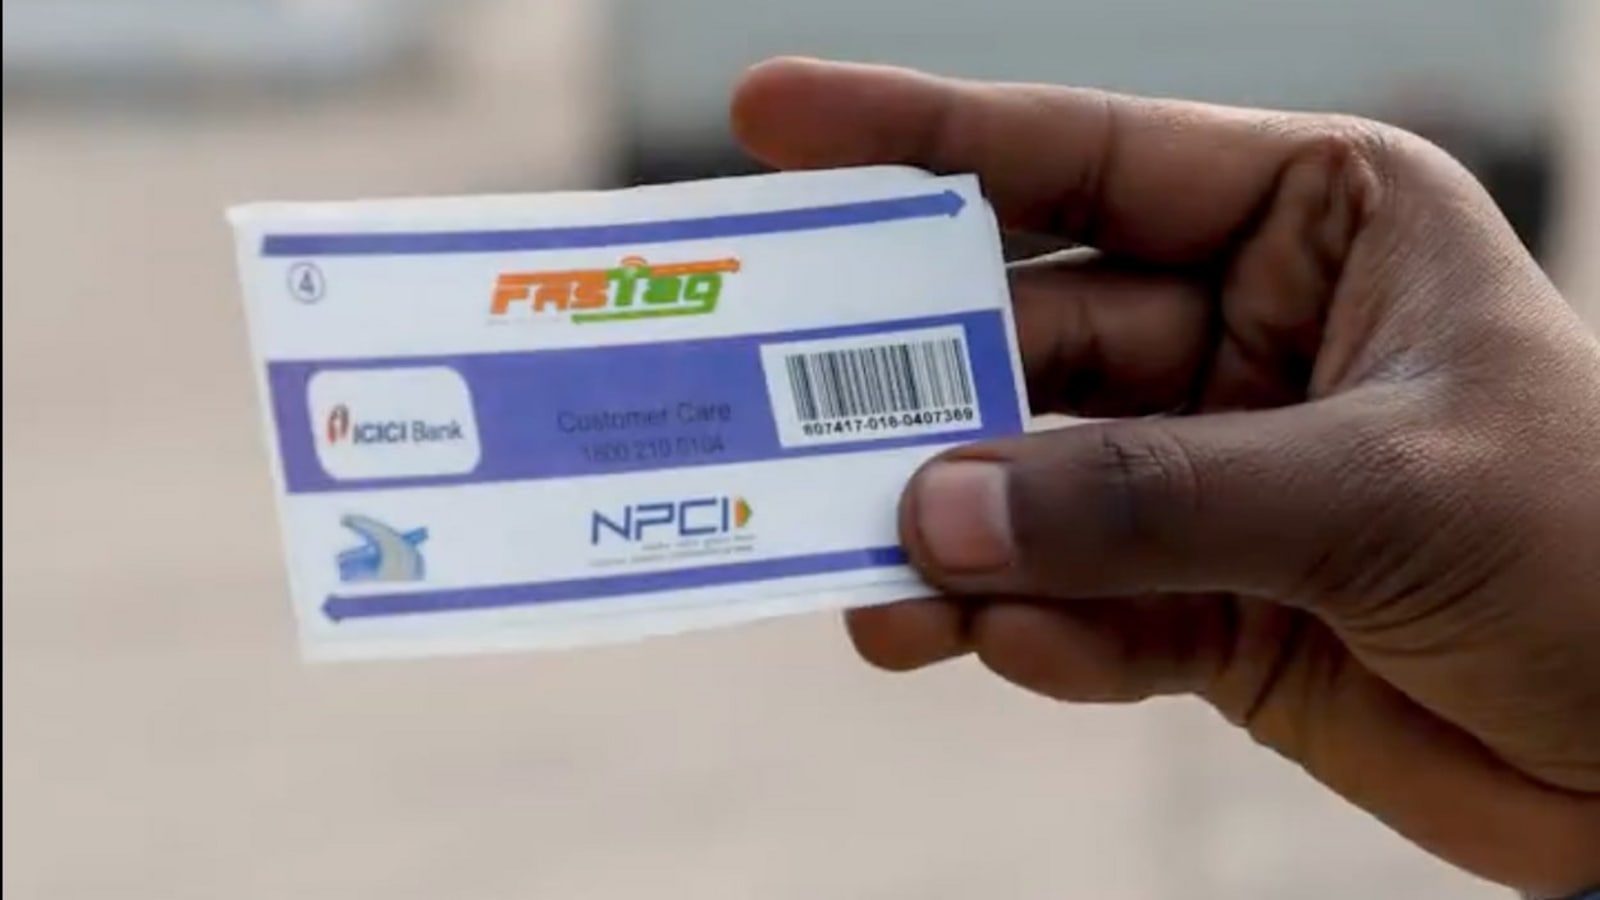 4
FASTag
ICICI Bank
Customer Care
1800 210 0104
607417-016-0407369
NPCI